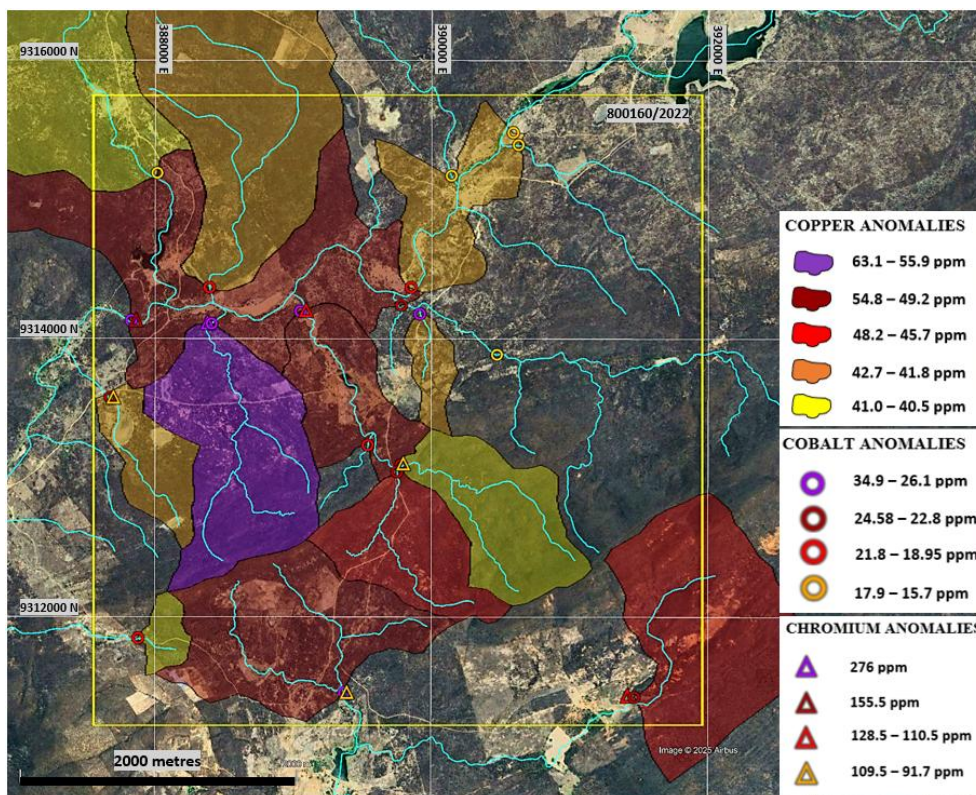 9316000 N
388000 E
390000 E
392000 E
800160/2022
9314000 N
9312000 N
2000 metres
Image © 2025 Airbus
COPPER ANOMALIES
63.1 – 55.9 ppm
54.8 – 49.2 ppm
48.2 – 45.7 ppm
42.7 – 41.8 ppm
41.0 – 40.5 ppm
COBALT ANOMALIES
34.9 – 26.1 ppm
24.58 – 22.8 ppm
21.8 – 18.95 ppm
17.9 – 15.7 ppm
CHROMIUM ANOMALIES
276 ppm
155.5 ppm
128.5 – 110.5 ppm
109.5 – 91.7 ppm